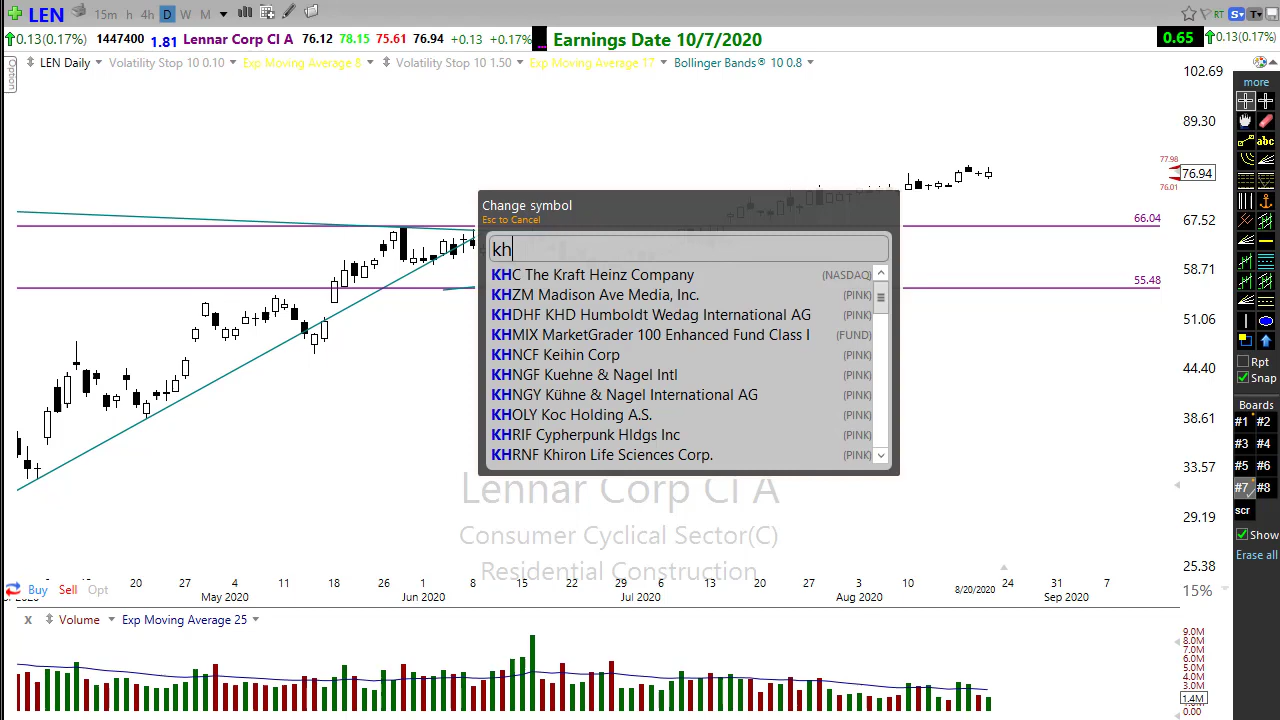 LEN 15m h 4h D W M
0.13(0.17%) 1447400 1.81 Lennar Corp Cl A 76.12 78.15 75.61 76.94 +0.13 +0.17% Earnings Date 10/7/2020 0.65 0.13(0.17%)
RT S T
Option
LEN Daily Volatility Stop 10 0.10 Exp Moving Average 8 Volatility Stop 10 1.50 Exp Moving Average 17 Bollinger Bands® 10 0.8
102.69
89.30
77.98
76.94
76.01
67.52
66.04
58.71
55.48
51.06
44.40
38.61
33.57
29.19
25.38
15%
Change symbol
Esc to Cancel
kh
KHC The Kraft Heinz Company (NASDAQ)
KHZM Madison Ave Media, Inc. (PINK)
KHDHF KHD Humboldt Wedag International AG (PINK)
KHMIX MarketGrader 100 Enhanced Fund Class I (FUND)
KHNCF Keihin Corp (PINK)
KHNGF Kuehne & Nagel Intl (PINK)
KHNGY Kühne & Nagel International AG (PINK)
KHOLY Koc Holding A.S. (PINK)
KHRIF Cypherpunk Hldgs Inc (PINK)
KHRNF Khiron Life Sciences Corp. (PINK)
Lennar Corp Cl A
Consumer Cyclical Sector(C)
Residential Construction
Buy Sell Opt
20 27 4 11 18 26 1 8 15 22 29 6 13 20 27 3 10 8/20/2020 24 31 7
May 2020 Jun 2020 Jul 2020 Aug 2020 Sep 2020
x Volume Exp Moving Average 25
9.0M
8.0M
7.0M
6.0M
5.0M
4.0M
3.0M
1.4M
0.00
more
abc
Rpt
Snap
Boards
#1 #2
#3 #4
#5 #6
#7 #8
scr
Show
Erase all